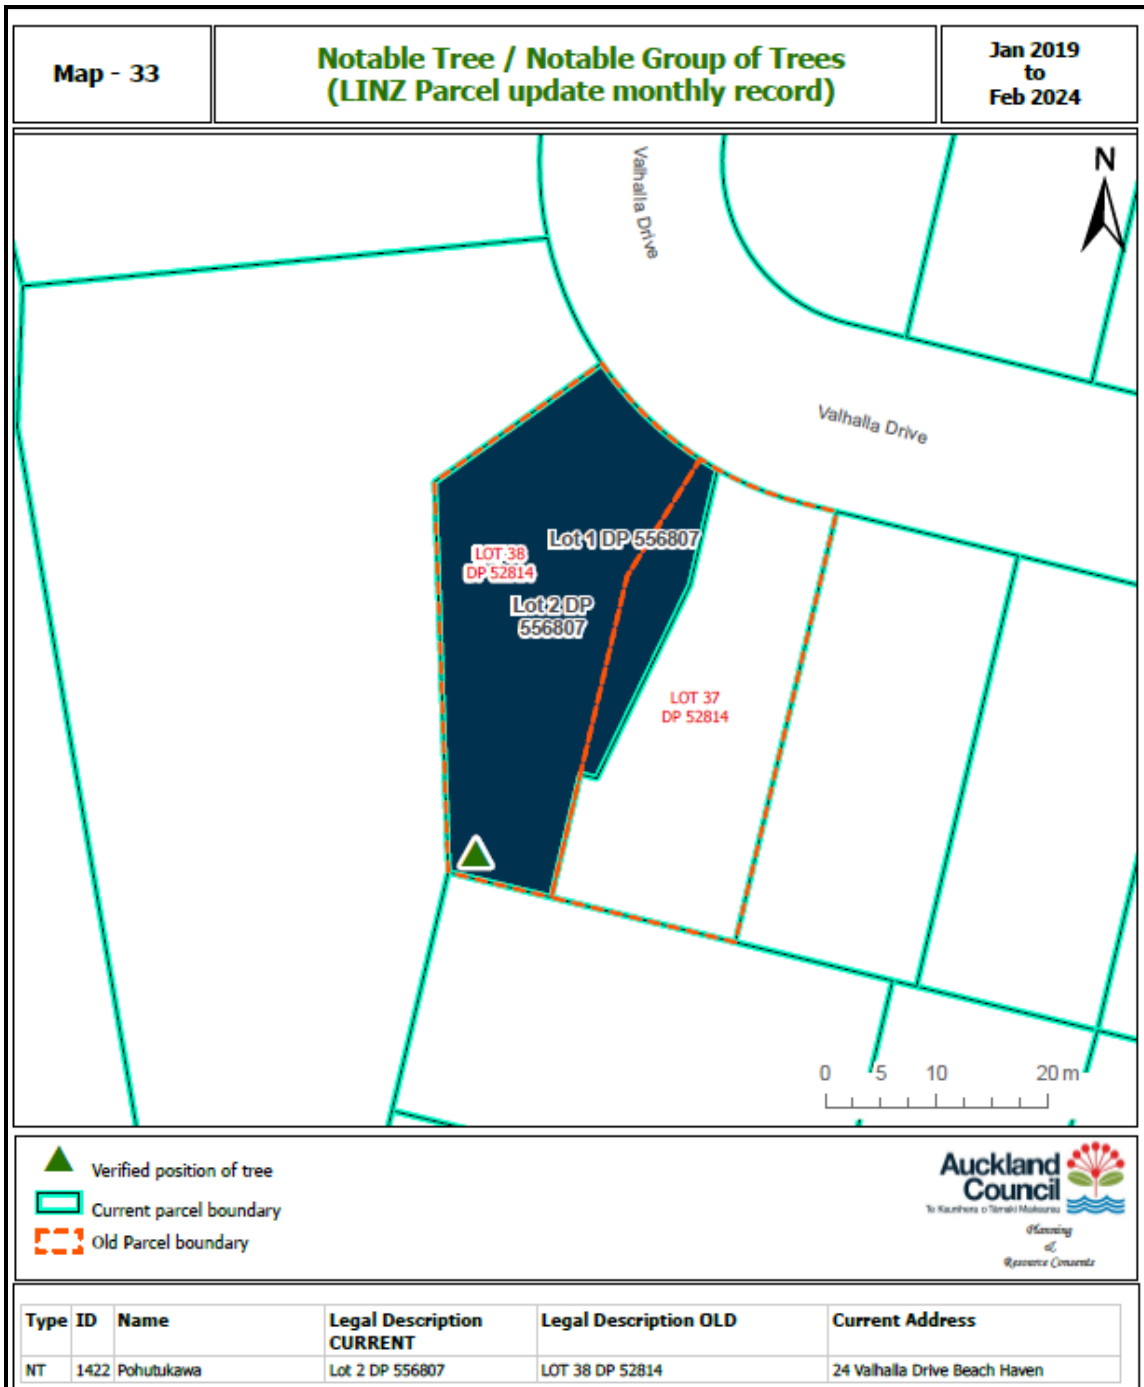 Map - 33
Notable Tree / Notable Group of Trees
(LINZ Parcel update monthly record)
Jan 2019
to
Feb 2024
N
Valhalla Drive
Valhalla Drive
Lot 1 DP 556807
LOT 38
DP 52814
Lot 2 DP
556807
LOT 37
DP 52814
0 5 10 20 m
Verified position of tree
Current parcel boundary
Old Parcel boundary
Auckland
Council
Te Kaunihera o Tāmaki Makaurau
Planning
&
Resource Consents
Type ID Name Legal Description CURRENT Legal Description OLD Current Address
NT 1422 Pohutukawa Lot 2 DP 556807 LOT 38 DP 52814 24 Valhalla Drive Beach Haven